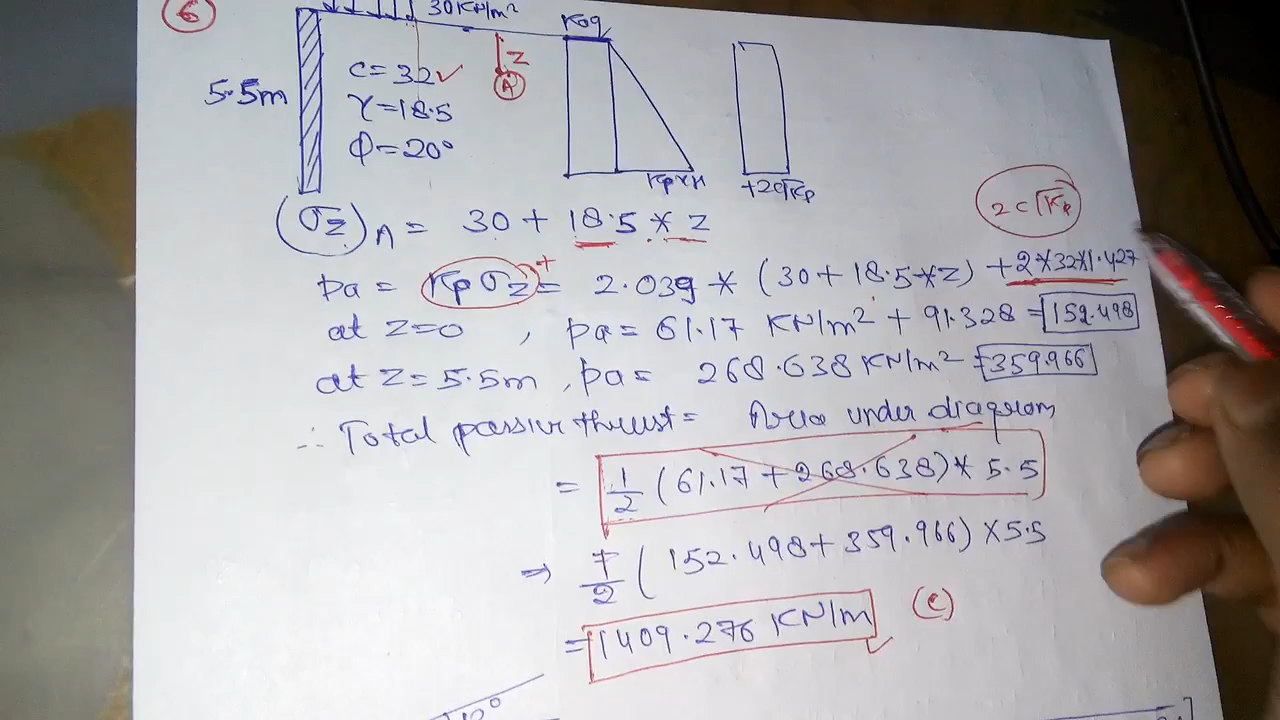 6
30KN/m²
K₀q
5.5m
C=32✓
Z
A
γ=18.5
Φ=20°
KpγH
+2C√Kp
2C√Kp
(σz)A = 30 + 18.5 * Z
pa = Kpσz + = 2.039 * (30+18.5*Z) + 2*32*1.427
at Z=0 , pa = 61.17 KN/m² + 91.328 = 152.498
at Z=5.5m , pa = 268.638 KN/m² = 359.966
∴ Total passive thrust = Area under diagram
= 1/2 (61.17 + 268.638) * 5.5
⇒ 1/2 (152.498 + 359.966) × 5.5
= 1409.276 KN/m (C)